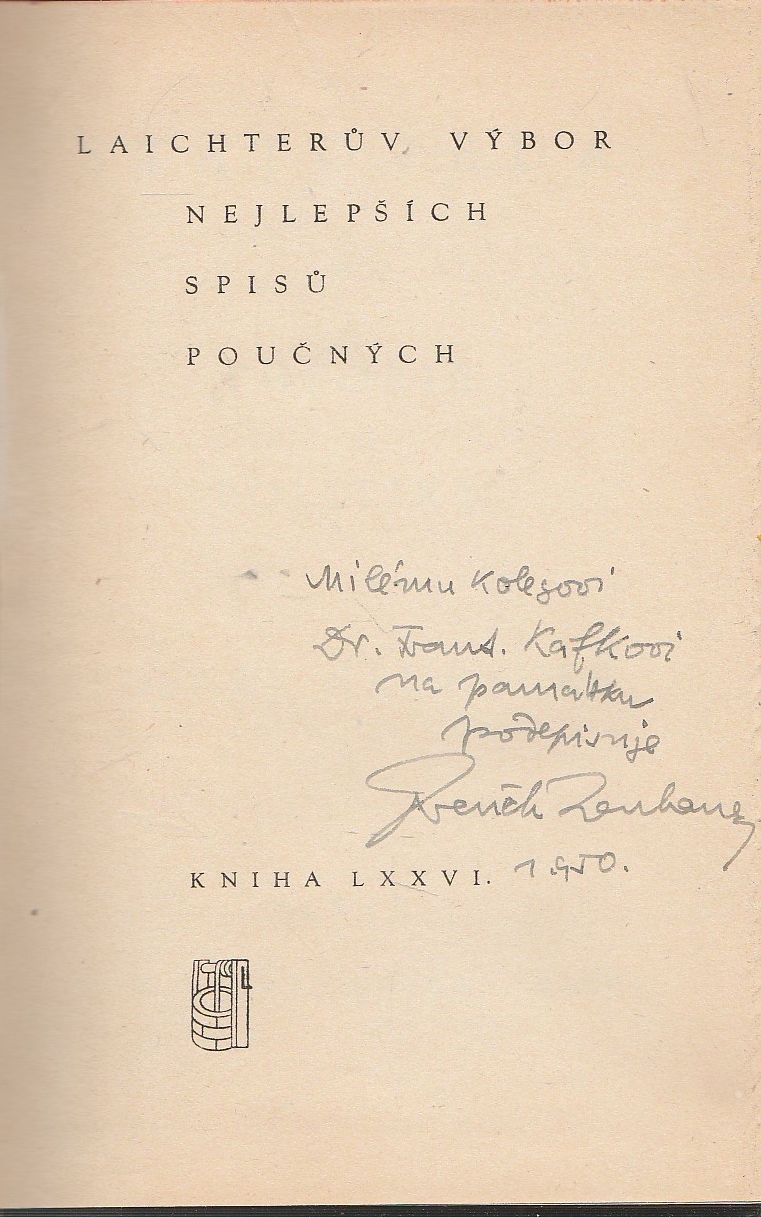 LAICHTERŮV VÝBOR
NEJLEPŠÍCH
SPISŮ
POUČNÝCH
Milému kolegovi
Dr. Frant. Kafkovi
na památku
podepisuje
KNIHA LXXVI.
1950.
L